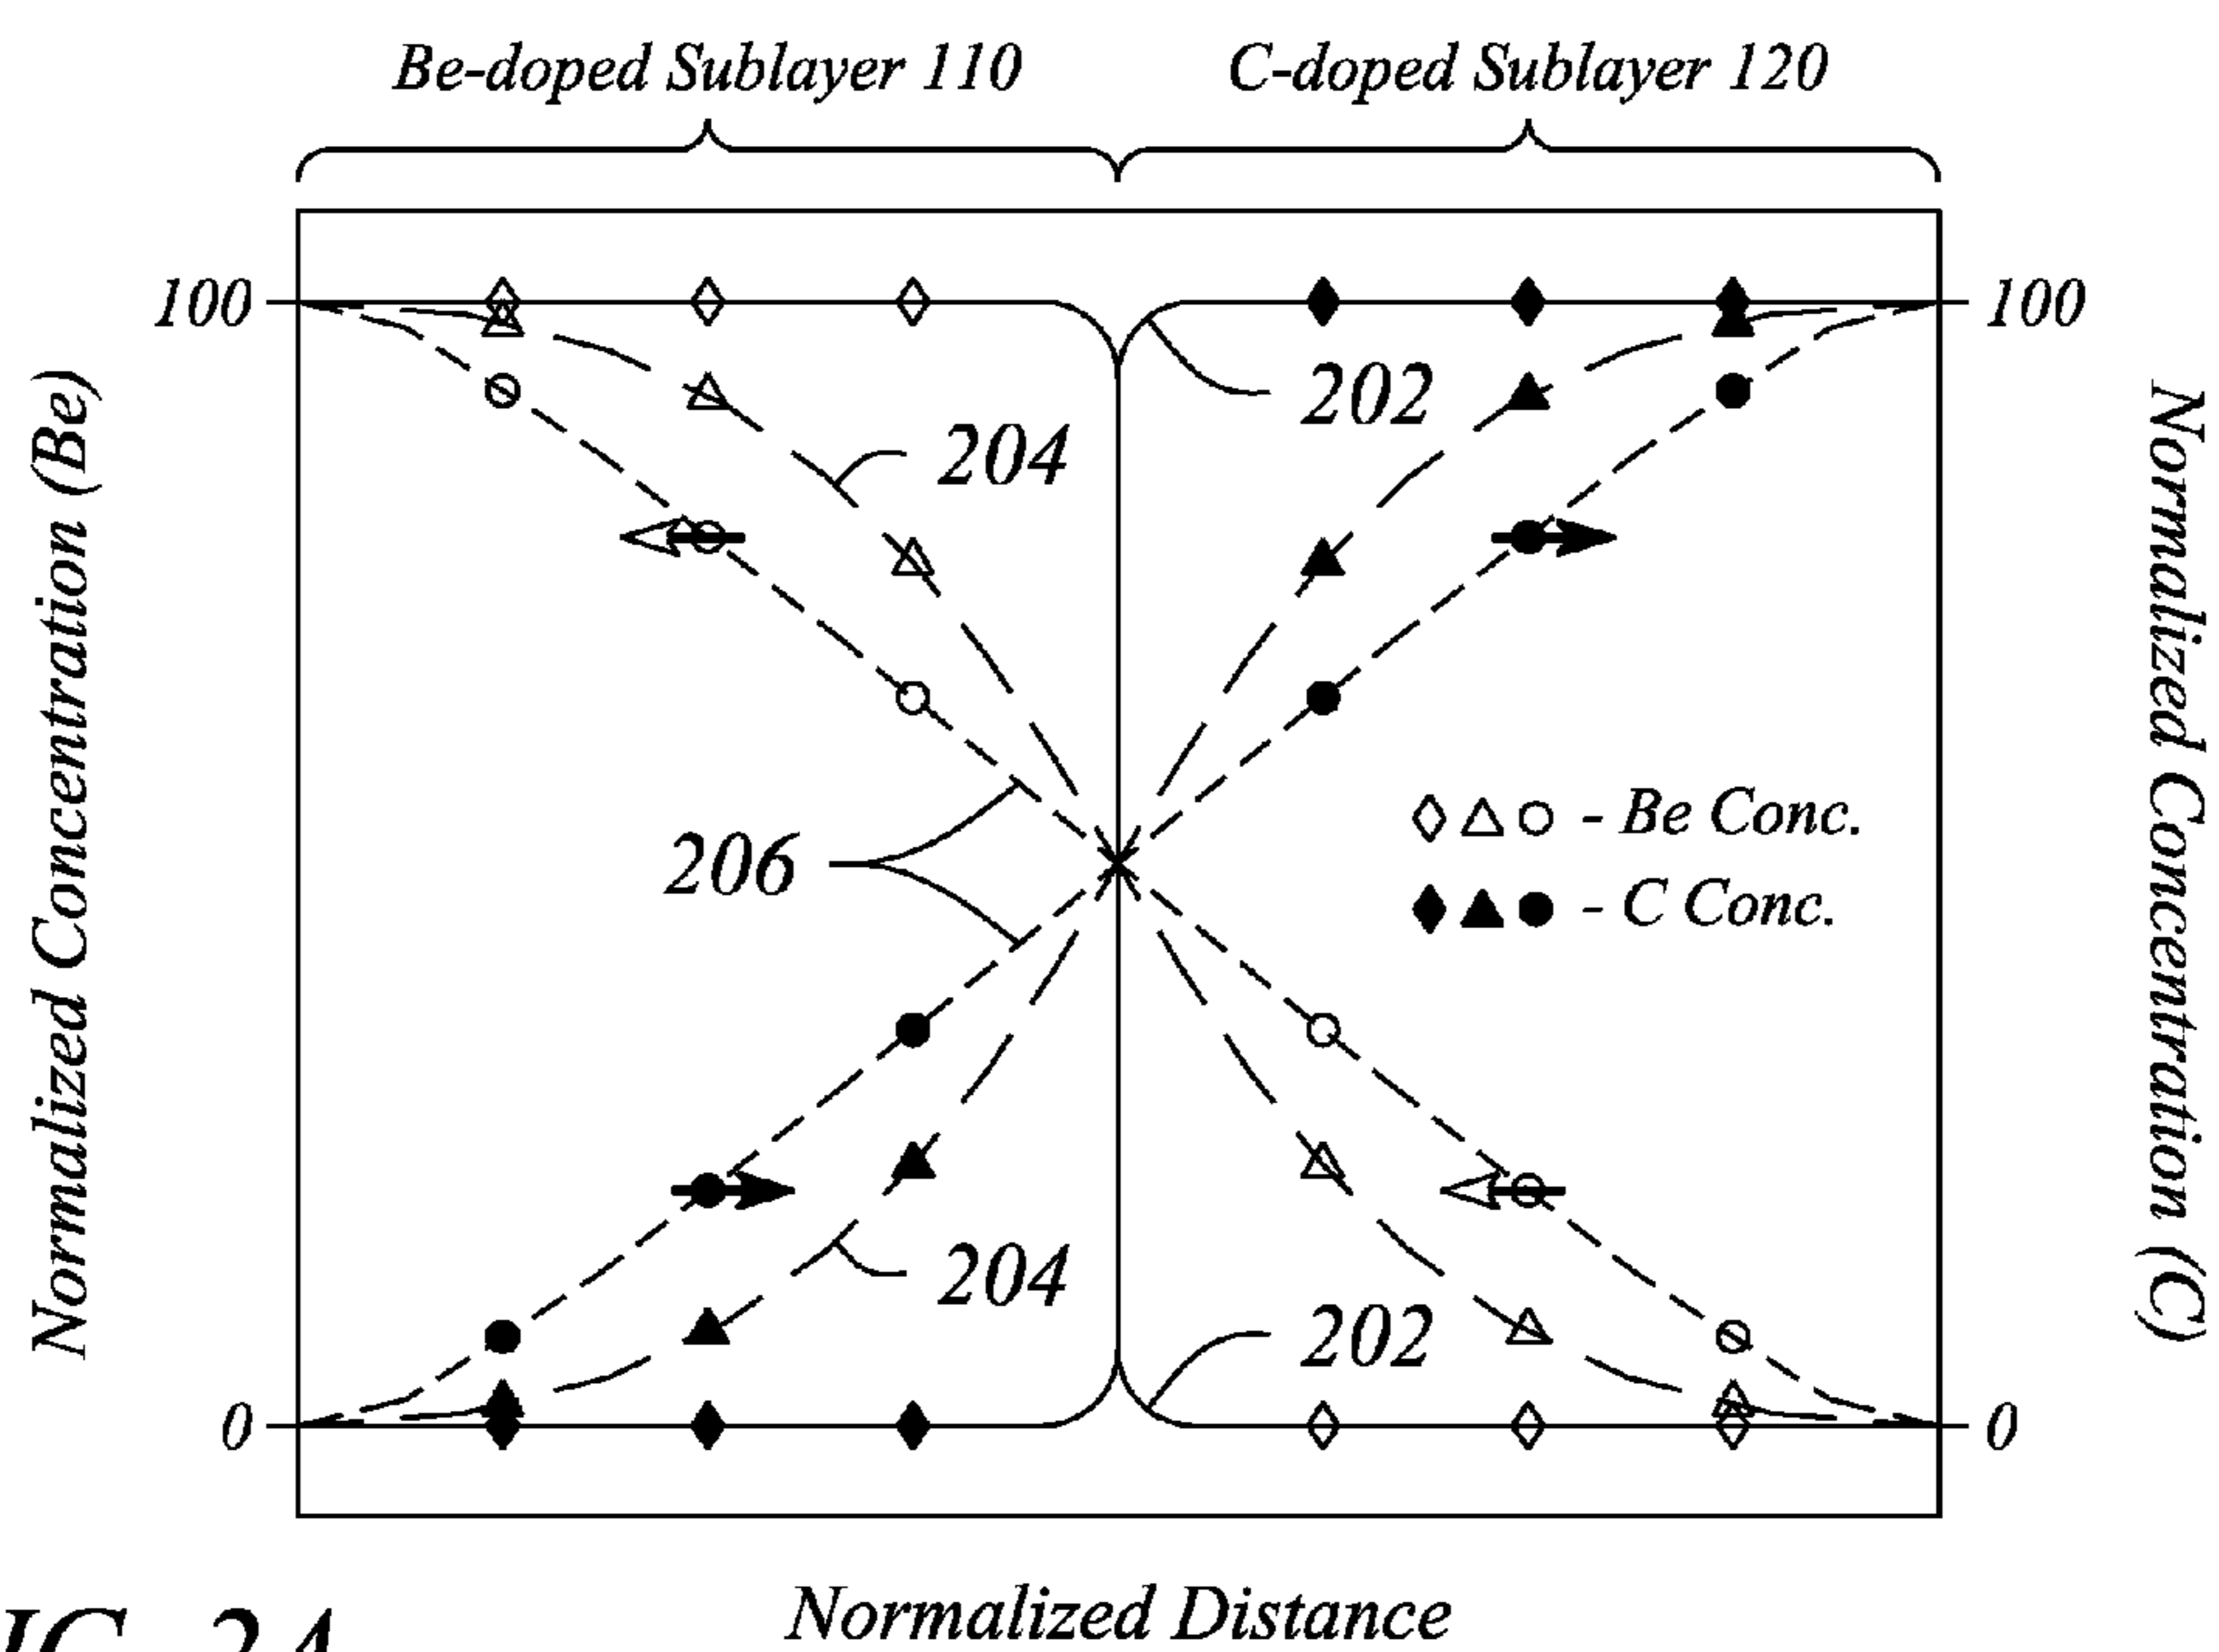 Be-doped Sublayer 110
C-doped Sublayer 120
100
100
202
204
Normalized Concentration (Be)
Normalized Concentration (C)
206
- Be Conc.
- C Conc.
204
202
0
0
Normalized Distance